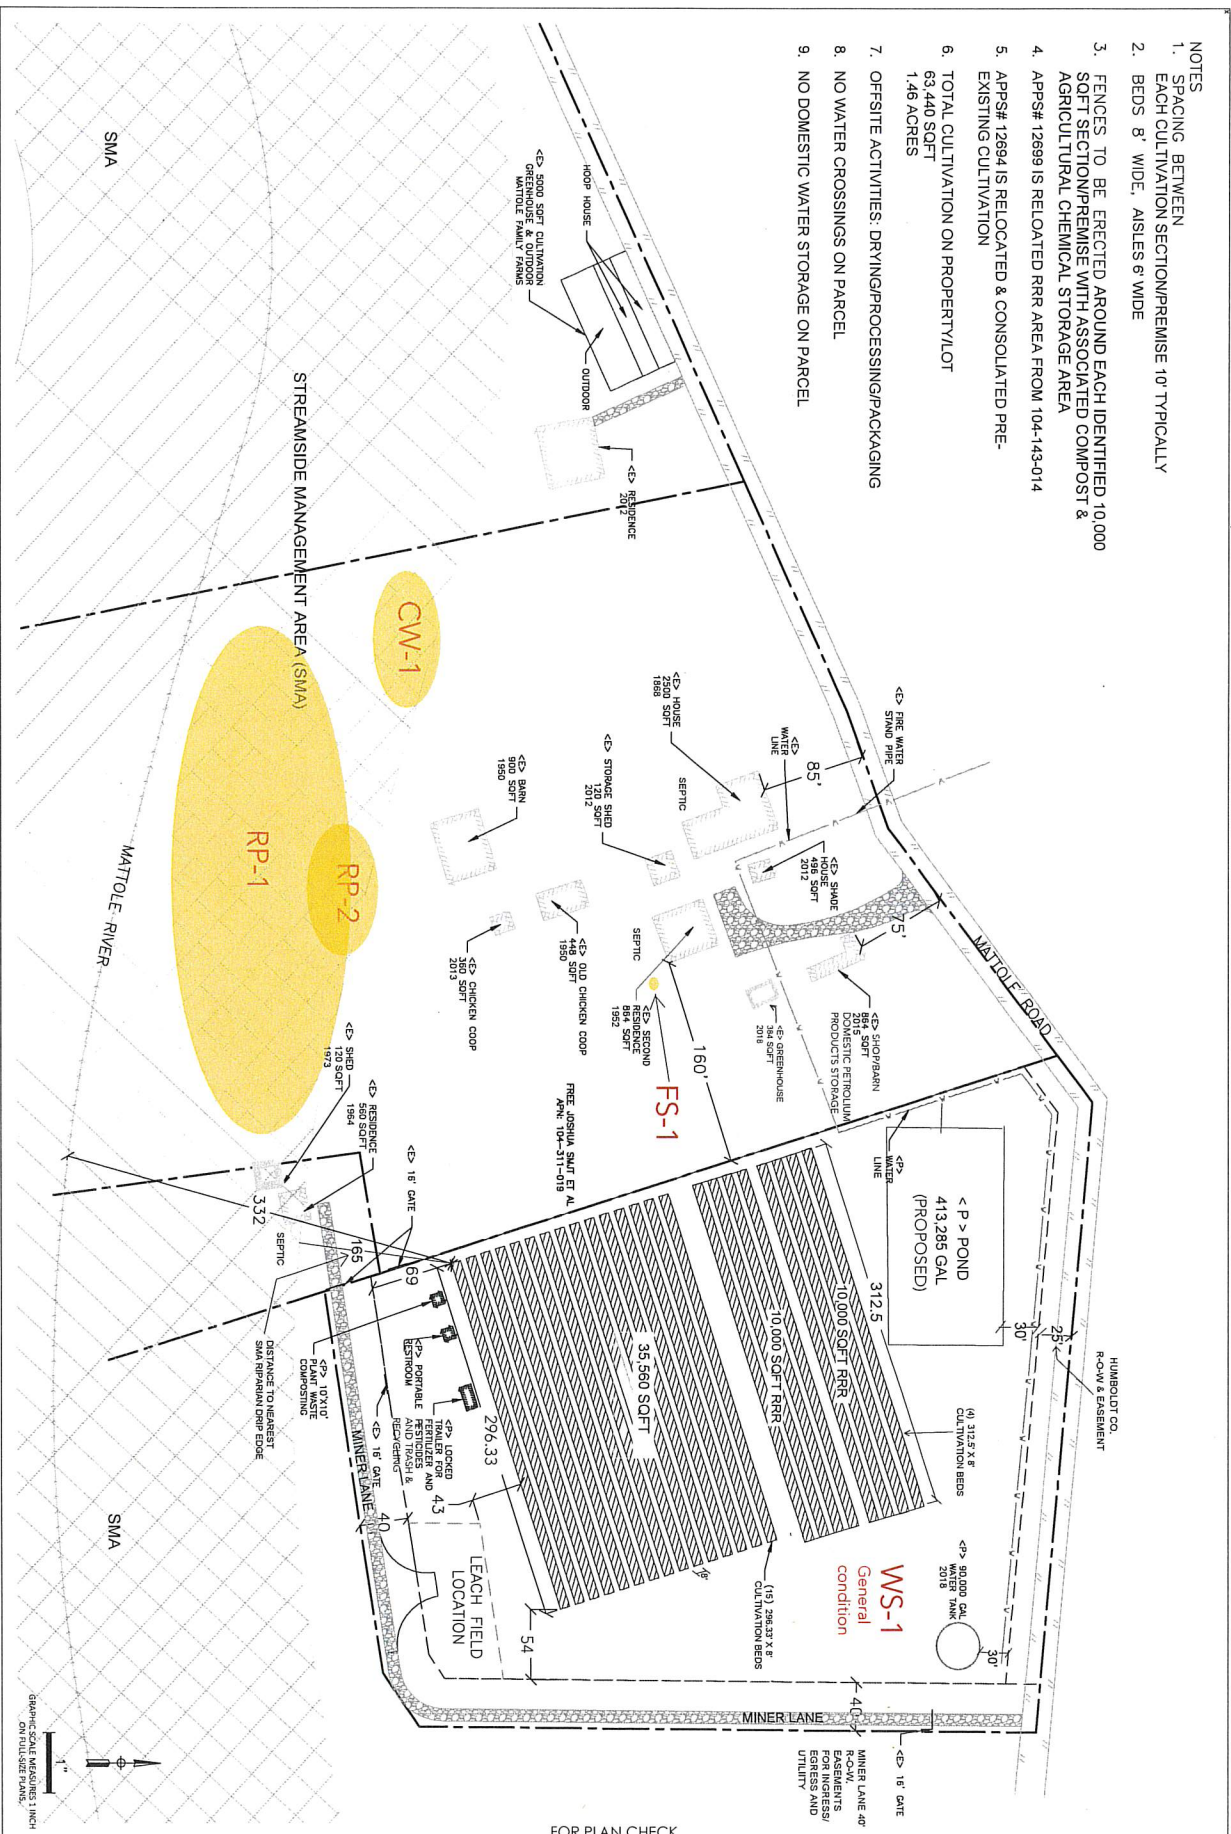 NOTES
1. SPACING BETWEEN
EACH CULTIVATION SECTION/PREMISE 10' TYPICALLY
2. BEDS 8' WIDE, AISLES 6' WIDE
3. FENCES TO BE ERECTED AROUND EACH IDENTIFIED 10,000
SQFT SECTION/PREMISE WITH ASSOCIATED COMPOST &
AGRICULTURAL CHEMICAL STORAGE AREA
4. APPS# 12699 IS RELOATED RRR AREA FROM 104-143-014
5. APPS# 12694 IS RELOCATED & CONSOLIATED PRE-
EXISTING CULTIVATION
6. TOTAL CULTIVATION ON PROPERTY/LOT
63,440 SQFT
1.46 ACRES
7. OFFSITE ACTIVITIES: DRYING/PROCESSING/PACKAGING
8. NO WATER CROSSINGS ON PARCEL
9. NO DOMESTIC WATER STORAGE ON PARCEL
HOOP HOUSE
OUTDOOR
<E> 5000 SQFT CULTIVATION
GREENHOUSE & OUTDOOR
MATTOLE FAMILY FARMS
<E> RESIDENCE
2012
SMA
STREAMSIDE MANAGEMENT AREA (SMA)
CW-1
RP-1
RP-2
MATTOLE RIVER
<E> FIRE WATER
STAND PIPE
<E>
WATER
LINE
85'
<E> HOUSE
2500 SQFT
1868
SEPTIC
<E> STORAGE SHED
120 SQFT
2012
<E> BARN
900 SQFT
1950
<E> SHADE
HOUSE
496 SQFT
2012
75'
MATTOLE ROAD
<E> SHOP/BARN
864 SQFT
2015
DOMESTIC PETROLIUM
PRODUCTS STORAGE
<E> GREENHOUSE
384 SQFT
2016
SEPTIC
<E> SECOND
RESIDENCE
864 SQFT
1952
FS-1
160'
<E> OLD CHICKEN COOP
448 SQFT
1950
<E> CHICKEN COOP
360 SQFT
2013
FREE JOSHUA SMJT ET AL
APN: 104-311-019
<E> SHED
120 SQFT
1973
<E> RESIDENCE
560 SQFT
1964
<E> 16' GATE
332
SEPTIC
165
69
DISTANCE TO NEAREST
SMA RIPARIAN DRIP EDGE
<P> WATER
LINE
<P> POND
413,285 GAL
(PROPOSED)
30'
25'
HUMBOLDT CO.
R-O-W & EASEMENT
312.5
10,000 SQFT RRR
10,000 SQFT RRR
35,560 SQFT
(4) 312.5' X 8'
CULTIVATION BEDS
(15) 296.33' X 8'
CULTIVATION BEDS
296.33
<P> 10'X10'
PLANT WASTE
COMPOSTING
<P> PORTABLE
RESTROOM
<P> LOCKED
TRAILER FOR
FERTILIZER AND
PESTICIDES
AND TRASH &
RECYCLING
<E> 16' GATE
43
40
MINER LANE
LEACH FIELD
LOCATION
54
WS-1
General
condition
<P> 90,000 GAL
WATER TANK
2018
30'
40'
MINER LANE
<E> 16' GATE
MINER LANE 40'
R-O-W,
EASEMENTS
FOR INGRESS/
EGRESS AND
UTILIITY
SMA
1"
GRAPHIC SCALE MEASURES 1 INCH
ON FULL-SIZE PLANS.
FOR PLAN CHECK